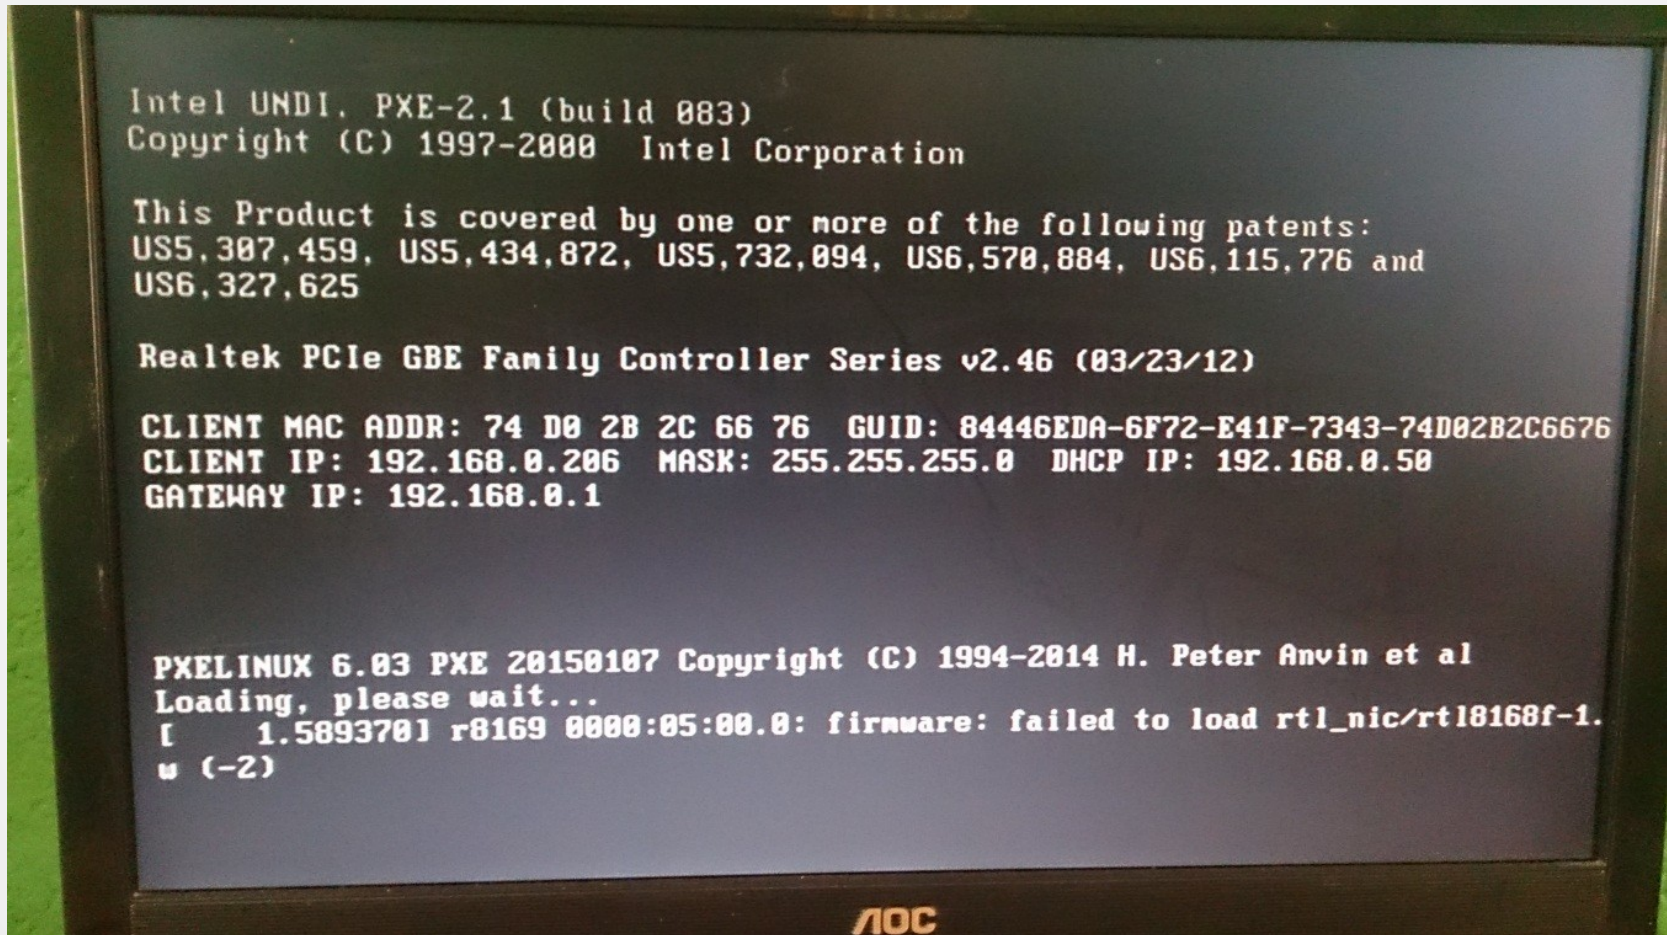 Intel UNDI, PXE-2.1 (build 083)
Copyright (C) 1997-2000  Intel Corporation
This Product is covered by one or more of the following patents:
US5,307,459, US5,434,872, US5,732,094, US6,570,884, US6,115,776 and
US6,327,625
Realtek PCIe GBE Family Controller Series v2.46 (03/23/12)
CLIENT MAC ADDR: 74 D0 2B 2C 66 76  GUID: 84446EDA-6F72-E41F-7343-74D02B2C6676
CLIENT IP: 192.168.0.206  MASK: 255.255.255.0  DHCP IP: 192.168.0.50
GATEWAY IP: 192.168.0.1
PXELINUX 6.03 PXE 20150107 Copyright (C) 1994-2014 H. Peter Anvin et al
Loading, please wait...
[    1.589370] r8169 0000:05:00.0: firmware: failed to load rtl_nic/rtl8168f-1.
w (-2)
AOC